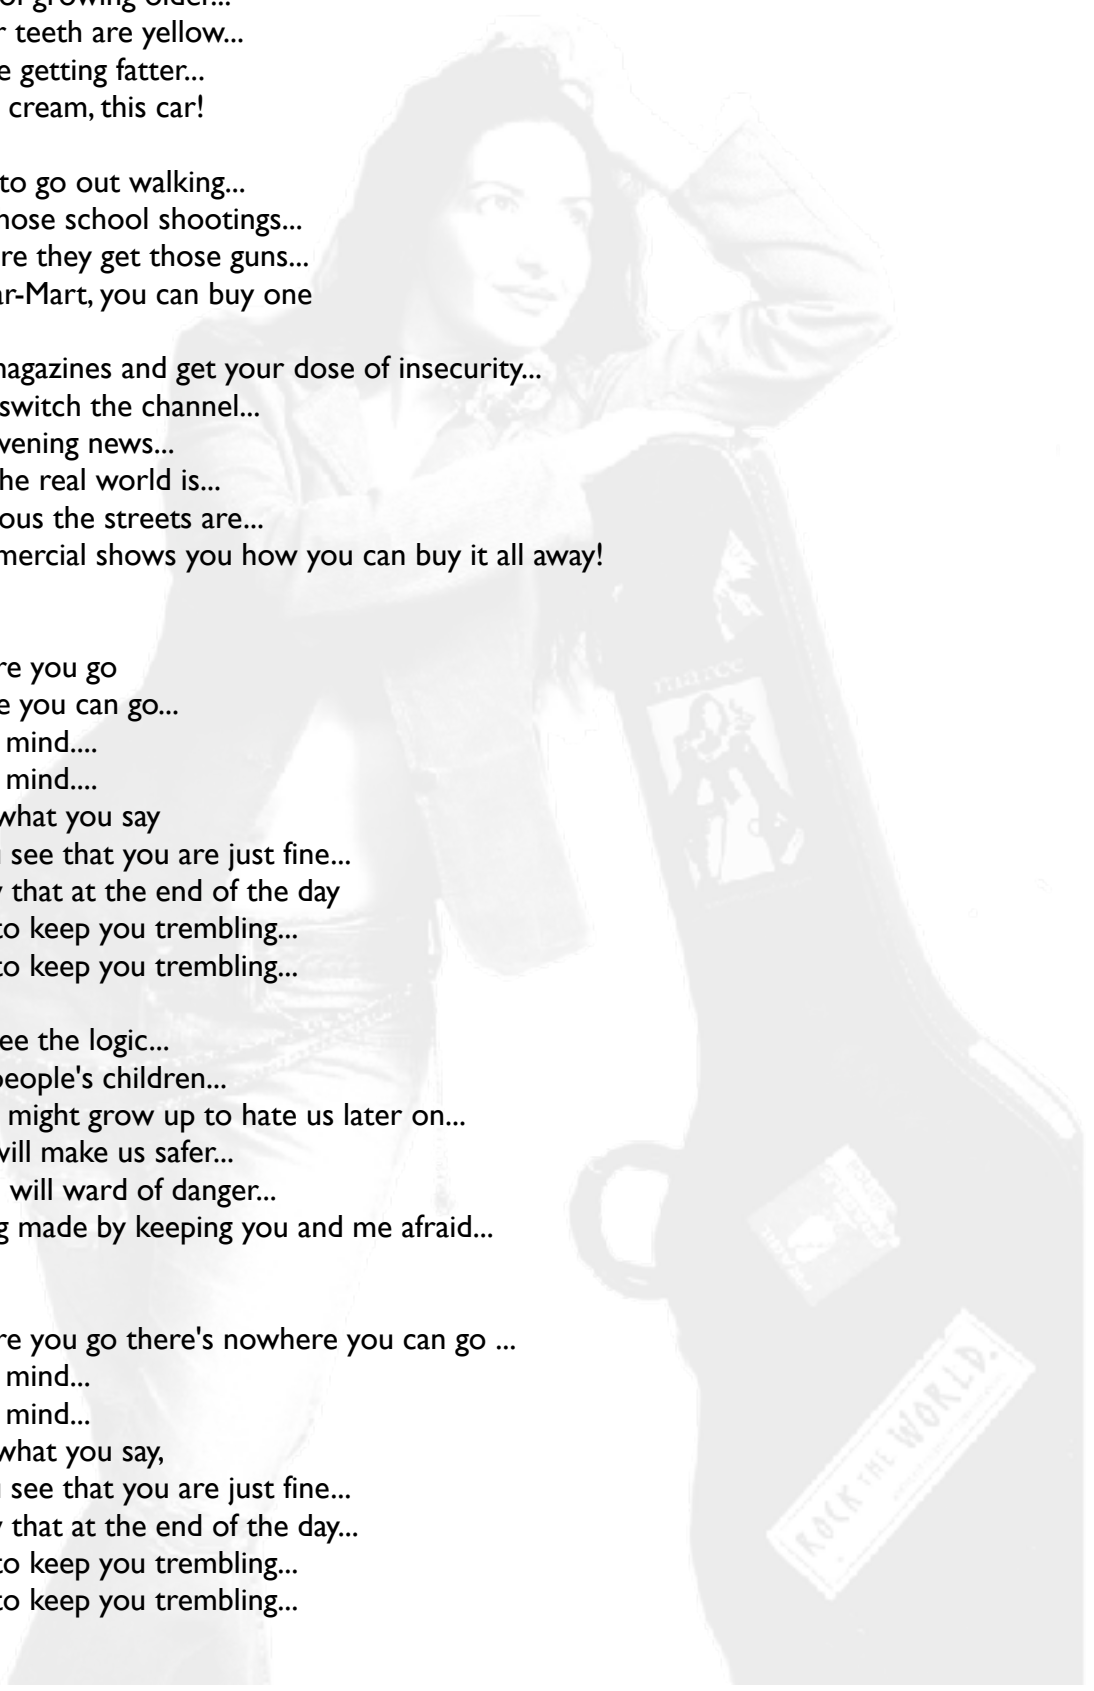 of growing older...
r teeth are yellow...
e getting fatter...
cream, this car!
to go out walking...
hose school shootings...
re they get those guns...
ar-Mart, you can buy one
nagazines and get your dose of insecurity...
switch the channel...
vening news...
he real world is...
ous the streets are...
mercial shows you how you can buy it all away!
re you go
e you can go...
mind....
mind....
what you say
see that you are just fine...
that at the end of the day
to keep you trembling...
to keep you trembling...
ee the logic...
people's children...
might grow up to hate us later on...
will make us safer...
will ward of danger...
g made by keeping you and me afraid...
re you go there's nowhere you can go ...
mind...
mind...
what you say,
see that you are just fine...
that at the end of the day...
to keep you trembling...
to keep you trembling...
ROCK THE WORLD.